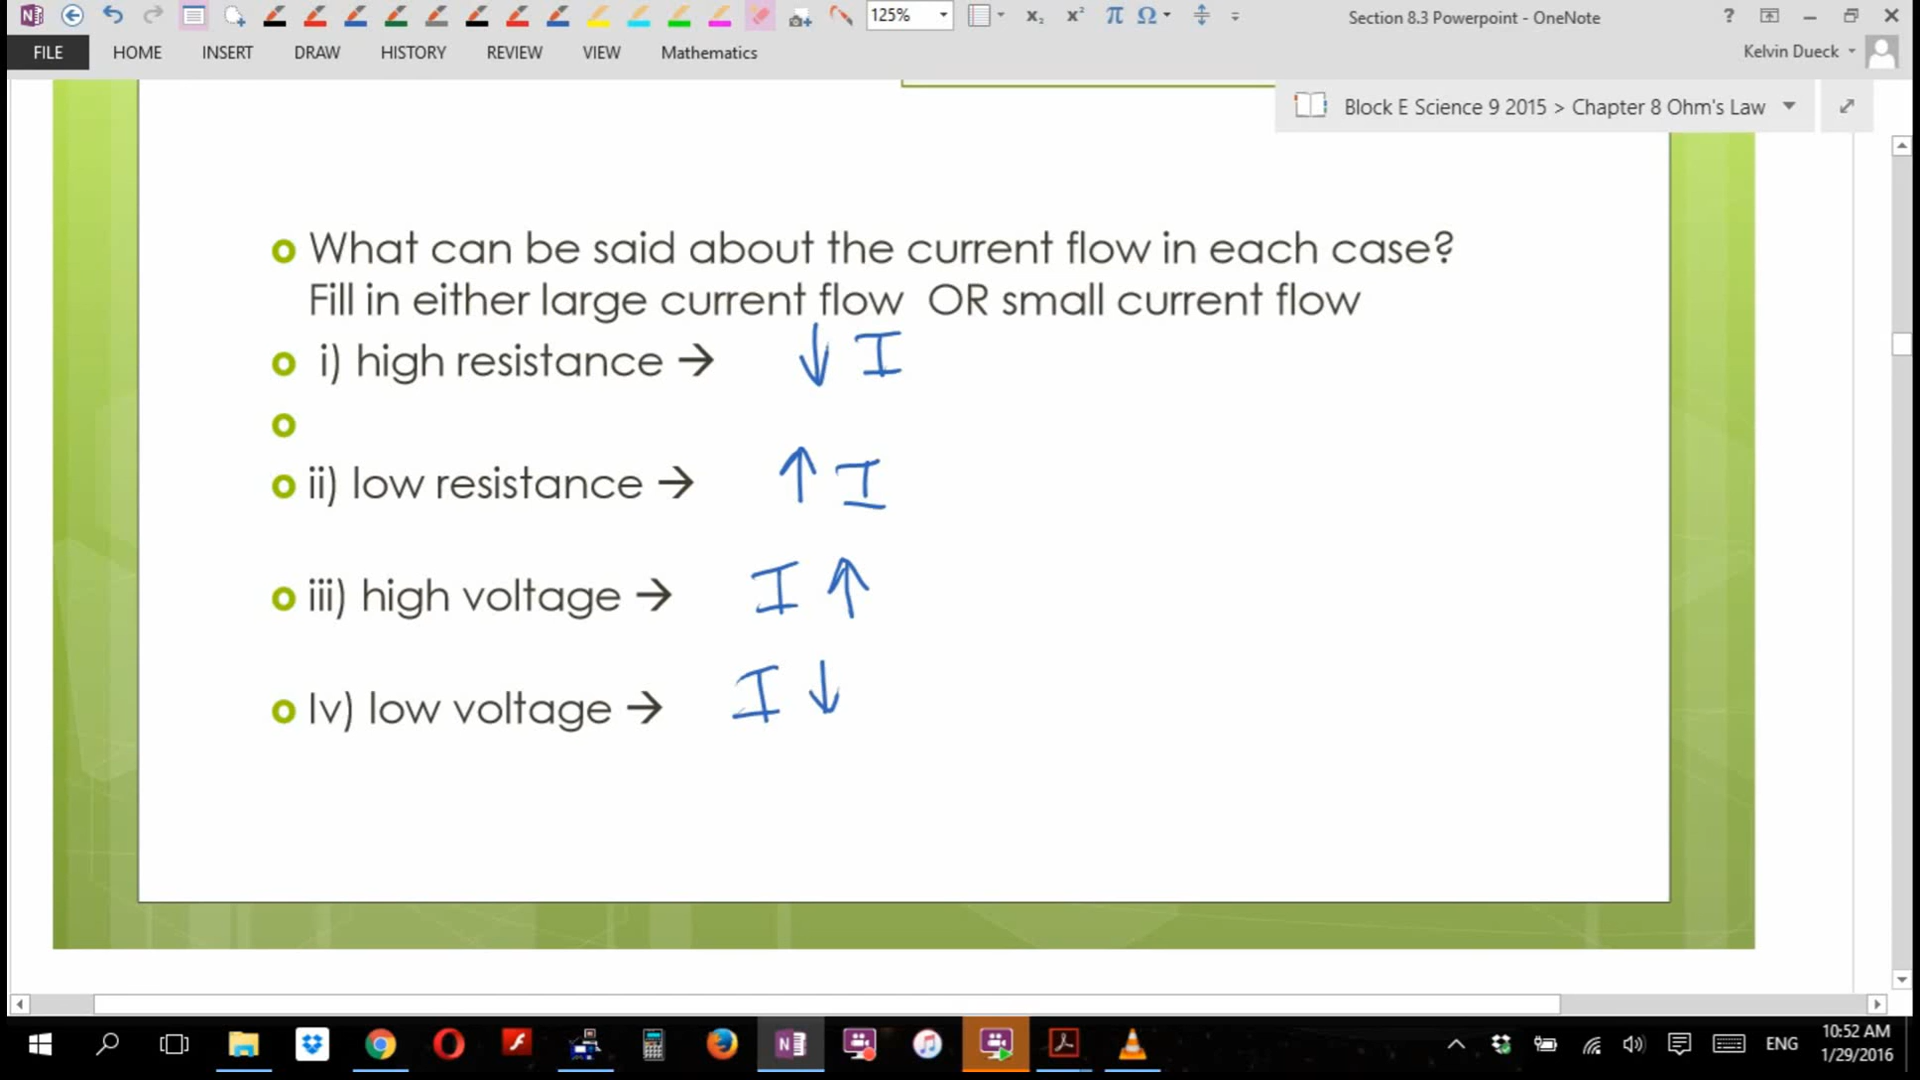 125%
x₂ x² π Ω
Section 8.3 Powerpoint - OneNote
?
FILE HOME INSERT DRAW HISTORY REVIEW VIEW Mathematics
Kelvin Dueck
Block E Science 9 2015 > Chapter 8 Ohm's Law
What can be said about the current flow in each case?
Fill in either large current flow OR small current flow
i) high resistance → ↓ I
ii) low resistance → ↑ I
iii) high voltage → I ↑
Iv) low voltage → I ↓
ENG
10:52 AM
1/29/2016